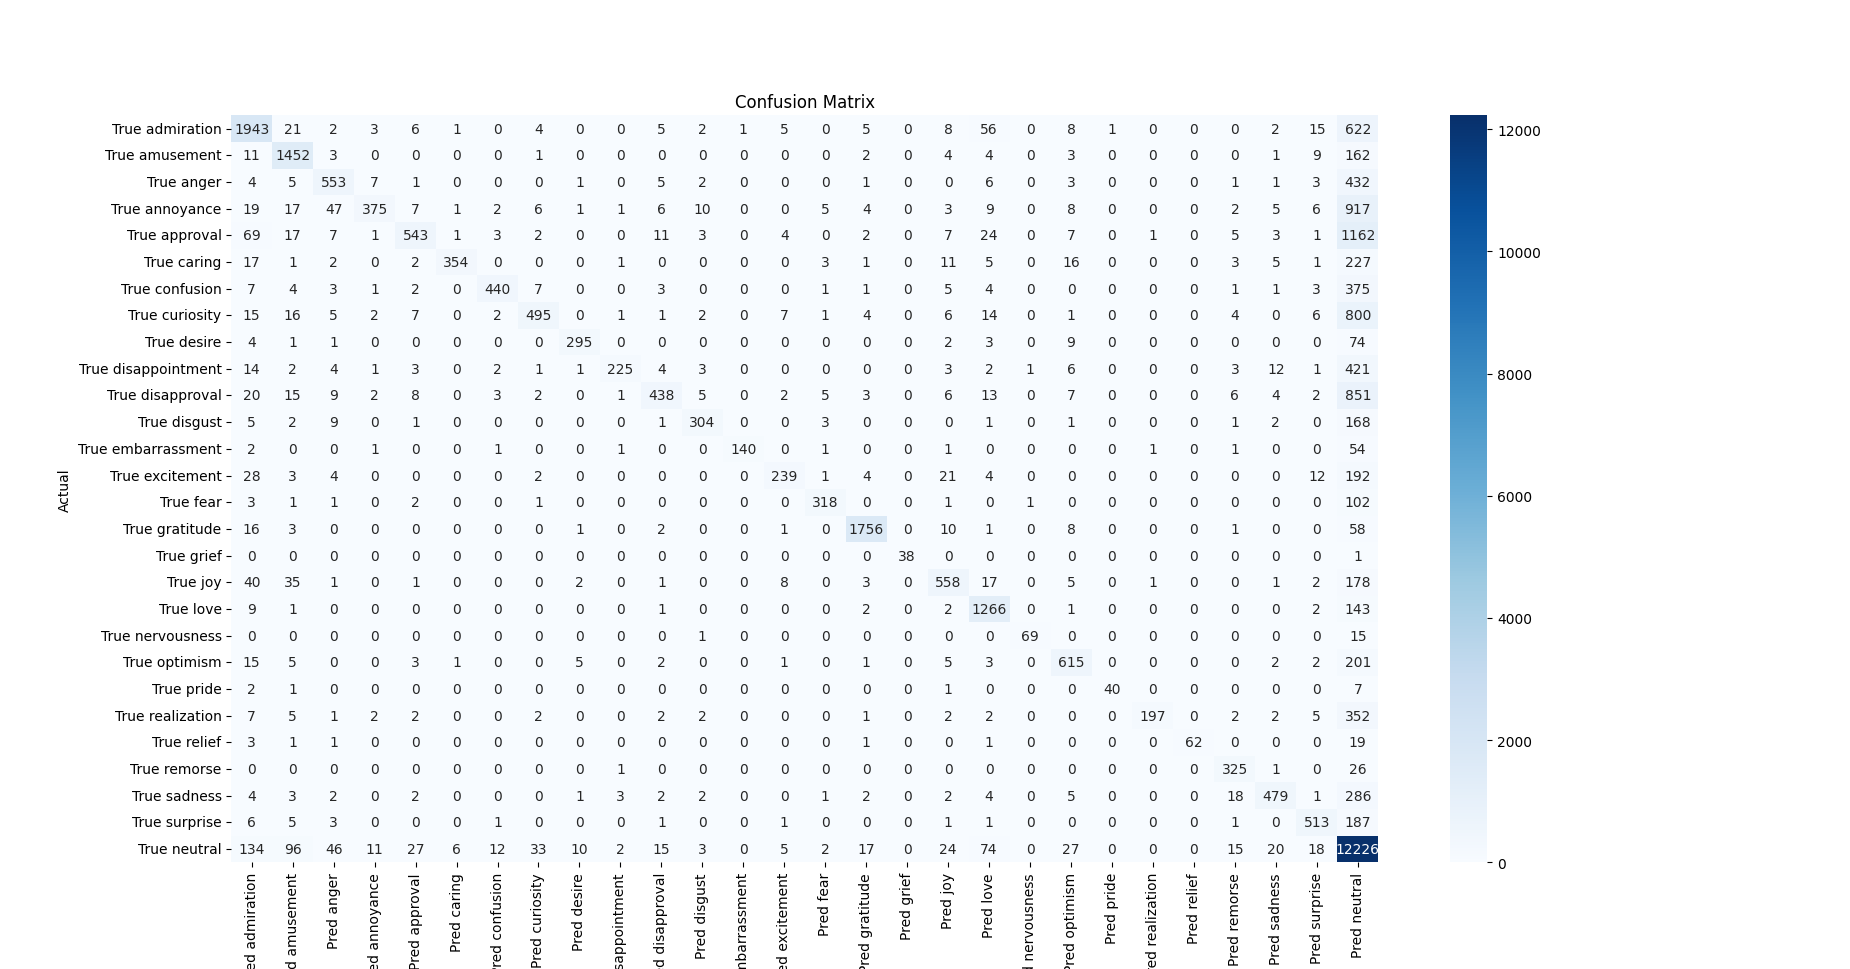 Confusion Matrix
True admiration 1943 21 2 3 6 1 0 4 0 0 5 2 1 5 0 5 0 8 56 0 8 1 0 0 0 2 15 622
True amusement 11 1452 3 0 0 0 0 1 0 0 0 0 0 0 0 2 0 4 4 0 3 0 0 0 0 1 9 162
True anger 4 5 553 7 1 0 0 0 1 0 5 2 0 0 0 1 0 0 6 0 3 0 0 0 1 1 3 432
True annoyance 19 17 47 375 7 1 2 6 1 1 6 10 0 0 5 4 0 3 9 0 8 0 0 0 2 5 6 917
True approval 69 17 7 1 543 1 3 2 0 0 11 3 0 4 0 2 0 7 24 0 7 0 1 0 5 3 1 1162
True caring 17 1 2 0 2 354 0 0 0 1 0 0 0 0 3 1 0 11 5 0 16 0 0 0 3 5 1 227
True confusion 7 4 3 1 2 0 440 7 0 0 3 0 0 0 1 1 0 5 4 0 0 0 0 0 1 1 3 375
True curiosity 15 16 5 2 7 0 2 495 0 1 1 2 0 7 1 4 0 6 14 0 1 0 0 0 4 0 6 800
True desire 4 1 1 0 0 0 0 0 295 0 0 0 0 0 0 0 0 2 3 0 9 0 0 0 0 0 0 74
True disappointment 14 2 4 1 3 0 2 1 1 225 4 3 0 0 0 0 0 3 2 1 6 0 0 0 3 12 1 421
True disapproval 20 15 9 2 8 0 3 2 0 1 438 5 0 2 5 3 0 6 13 0 7 0 0 0 6 4 2 851
True disgust 5 2 9 0 1 0 0 0 0 0 1 304 0 0 3 0 0 0 1 0 1 0 0 0 1 2 0 168
True embarrassment 2 0 0 1 0 0 1 0 0 1 0 0 140 0 1 0 0 1 0 0 0 0 1 0 1 0 0 54
True excitement 28 3 4 0 0 0 0 2 0 0 0 0 0 239 1 4 0 21 4 0 0 0 0 0 0 0 12 192
True fear 3 1 1 0 2 0 0 1 0 0 0 0 0 0 318 0 0 1 0 1 0 0 0 0 0 0 0 102
True gratitude 16 3 0 0 0 0 0 0 1 0 2 0 0 1 0 1756 0 10 1 0 8 0 0 0 1 0 0 58
True grief 0 0 0 0 0 0 0 0 0 0 0 0 0 0 0 0 38 0 0 0 0 0 0 0 0 0 0 1
True joy 40 35 1 0 1 0 0 0 2 0 1 0 0 8 0 3 0 558 17 0 5 0 1 0 0 1 2 178
True love 9 1 0 0 0 0 0 0 0 0 1 0 0 0 0 2 0 2 1266 0 1 0 0 0 0 0 2 143
True nervousness 0 0 0 0 0 0 0 0 0 0 0 1 0 0 0 0 0 0 0 69 0 0 0 0 0 0 0 15
True optimism 15 5 0 0 3 1 0 0 5 0 2 0 0 1 0 1 0 5 3 0 615 0 0 0 0 2 2 201
True pride 2 1 0 0 0 0 0 0 0 0 0 0 0 0 0 0 0 1 0 0 0 40 0 0 0 0 0 7
True realization 7 5 1 2 2 0 0 2 0 0 2 2 0 0 0 1 0 2 2 0 0 0 197 0 2 2 5 352
True relief 3 1 1 0 0 0 0 0 0 0 0 0 0 0 0 1 0 0 1 0 0 0 0 62 0 0 0 19
True remorse 0 0 0 0 0 0 0 0 0 1 0 0 0 0 0 0 0 0 0 0 0 0 0 0 325 1 0 26
True sadness 4 3 2 0 2 0 0 0 1 3 2 2 0 0 1 2 0 2 4 0 5 0 0 0 18 479 1 286
True surprise 6 5 3 0 0 0 1 0 0 0 1 0 0 1 0 0 0 1 1 0 0 0 0 0 1 0 513 187
True neutral 134 96 46 11 27 6 12 33 10 2 15 3 0 5 2 17 0 24 74 0 27 0 0 0 15 20 18 12226
Actual
ed admiration
d amusement
Pred anger
ed annoyance
Pred approval
Pred caring
red confusion
Pred curiosity
Pred desire
sappointment
d disapproval
Pred disgust
mbarrassment
ed excitement
Pred fear
Pred gratitude
Pred grief
Pred joy
Pred love
d nervousness
Pred optimism
Pred pride
red realization
Pred relief
Pred remorse
Pred sadness
Pred surprise
Pred neutral
12000
10000
8000
6000
4000
2000
0